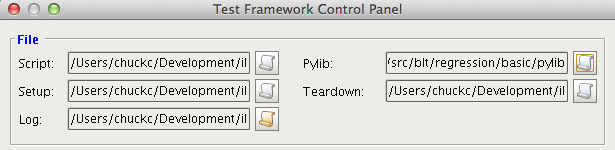 Test Framework Control Panel
File
Script: /Users/chuckc/Development/il Pylib: /src/blt/regression/basic/pylib
Setup: /Users/chuckc/Development/il Teardown: /Users/chuckc/Development/il
Log: /Users/chuckc/Development/il